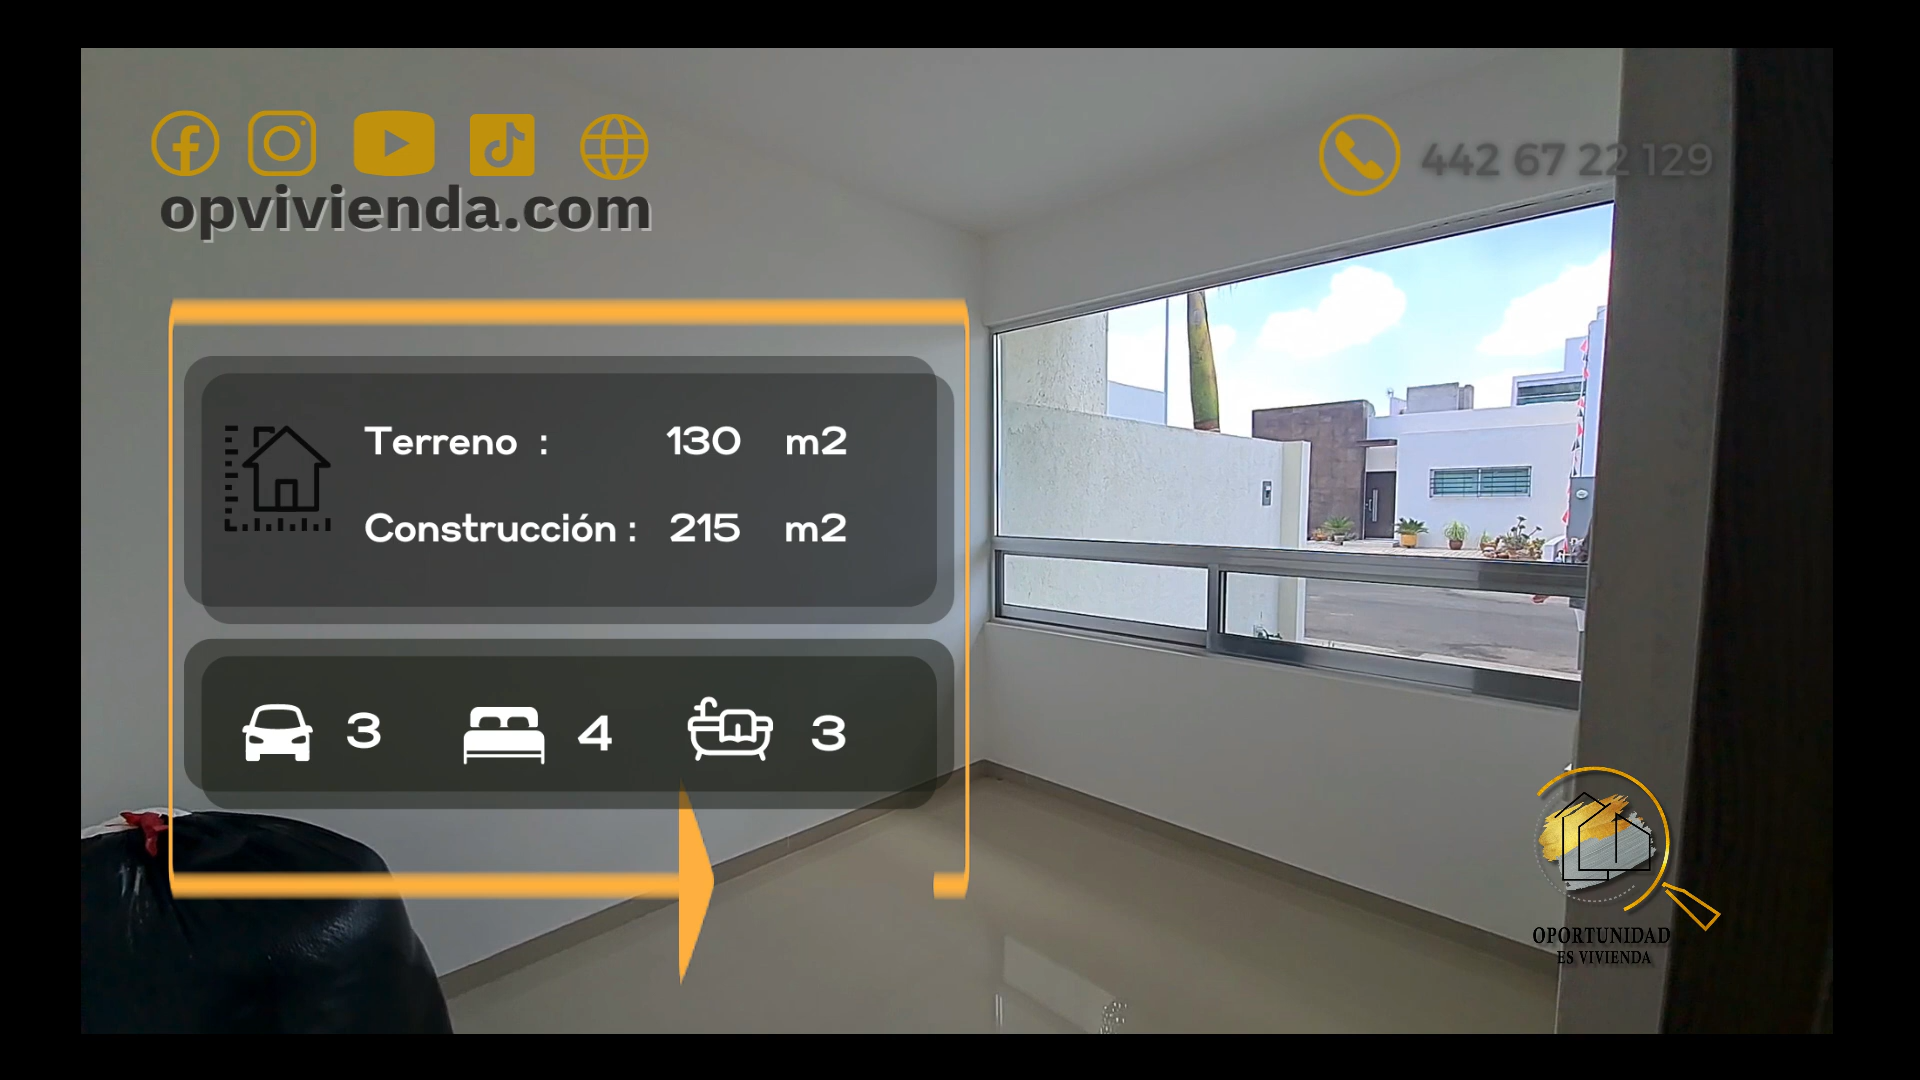 opvivienda.com
442 67 22 129
Terreno : 130 m2
Construcción : 215 m2
3 4 3
OPORTUNIDAD
ES VIVIENDA